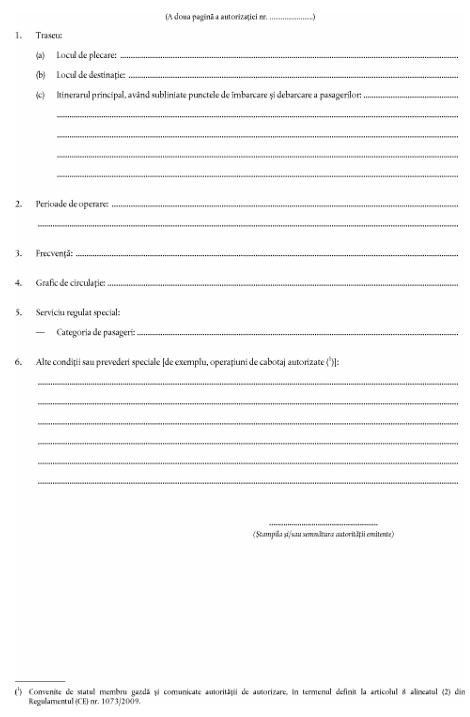 (A doua pagină a autorizației nr. ......................)
1. Traseu:
(a) Locul de plecare: ......................
(b) Locul de destinație: ......................
(c) Itinerarul principal, având subliniate punctele de îmbarcare și debarcare a pasagerilor: ......................
......................
......................
......................
......................
2. Perioade de operare: ......................
......................
3. Frecvență: ......................
4. Grafic de circulație: ......................
5. Serviciu regulat special:
— Categoria de pasageri: ......................
6. Alte condiții sau prevederi speciale [de exemplu, operațiuni de cabotaj autorizate (¹)]:
......................
......................
......................
......................
......................
......................
......................
(Ștampila și/sau semnătura autorității emitente)
(¹) Convenite de statul membru gazdă și comunicate autorității de autorizare, în termenul definit la articolul 8 alineatul (2) din
Regulamentul (CE) nr. 1073/2009.